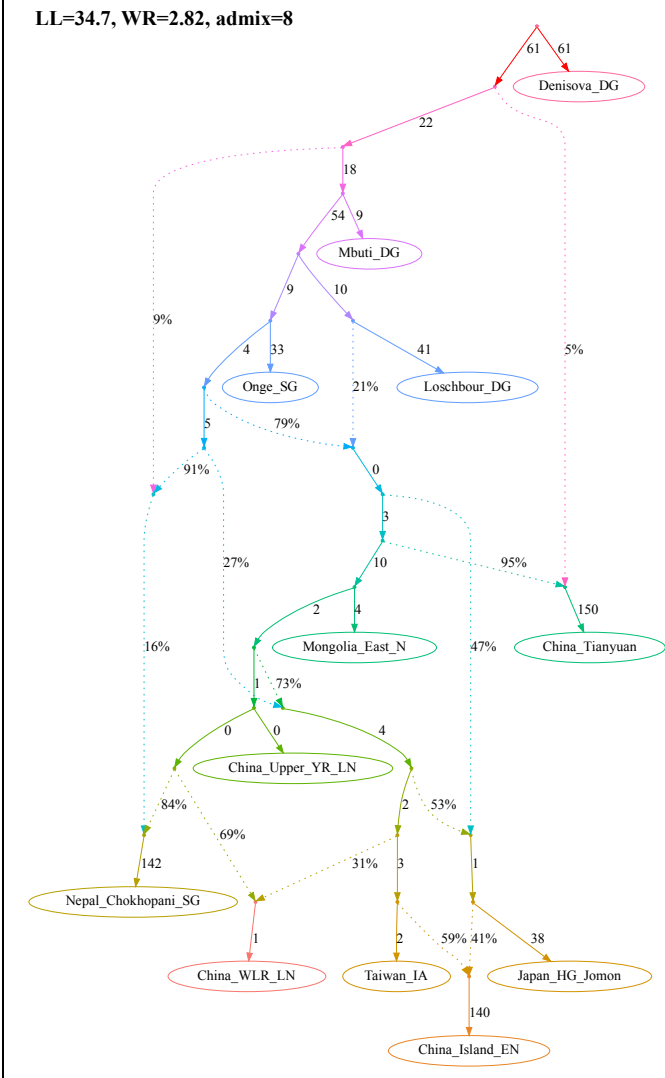 LL=34.7, WR=2.82, admix=8
61 61
Denisova_DG
22
18
54 9
Mbuti_DG
9 10
9% 4 33 41 5%
Onge_SG 21% Loschbour_DG
5 79%
91% 0
3
27% 10 95%
2 4 150
16% Mongolia_East_N 47% China_Tianyuan
1 73%
0 0 4
China_Upper_YR_LN
84% 2 53%
69%
142 31% 3 1
Nepal_Chokhopani_SG
1 2 59% 41% 38
China_WLR_LN Taiwan_IA Japan_HG_Jomon
140
China_Island_EN